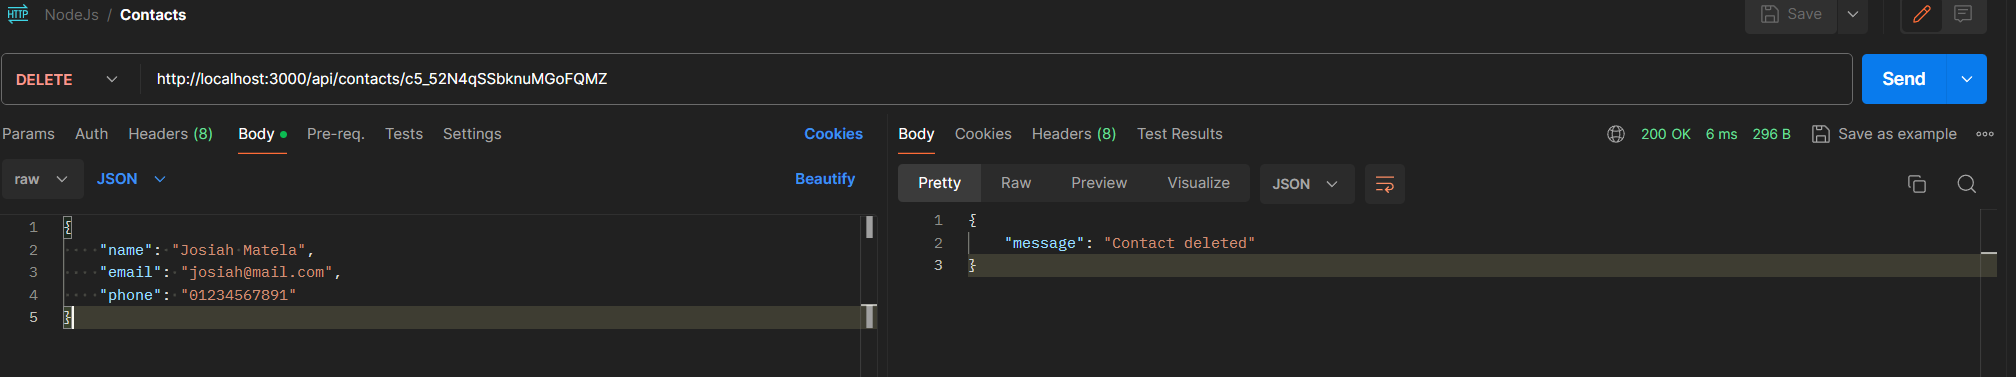 HTTP NodeJs / Contacts Save
DELETE http://localhost:3000/api/contacts/c5_52N4qSSbknuMGoFQMZ Send
Params Auth Headers (8) Body Pre-req. Tests Settings Cookies
raw JSON Beautify
1 {
2 "name": "Josiah Matela",
3 "email": "josiah@mail.com",
4 "phone": "01234567891"
5 }
Body Cookies Headers (8) Test Results 200 OK 6 ms 296 B Save as example
Pretty Raw Preview Visualize JSON
1 {
2 "message": "Contact deleted"
3 }